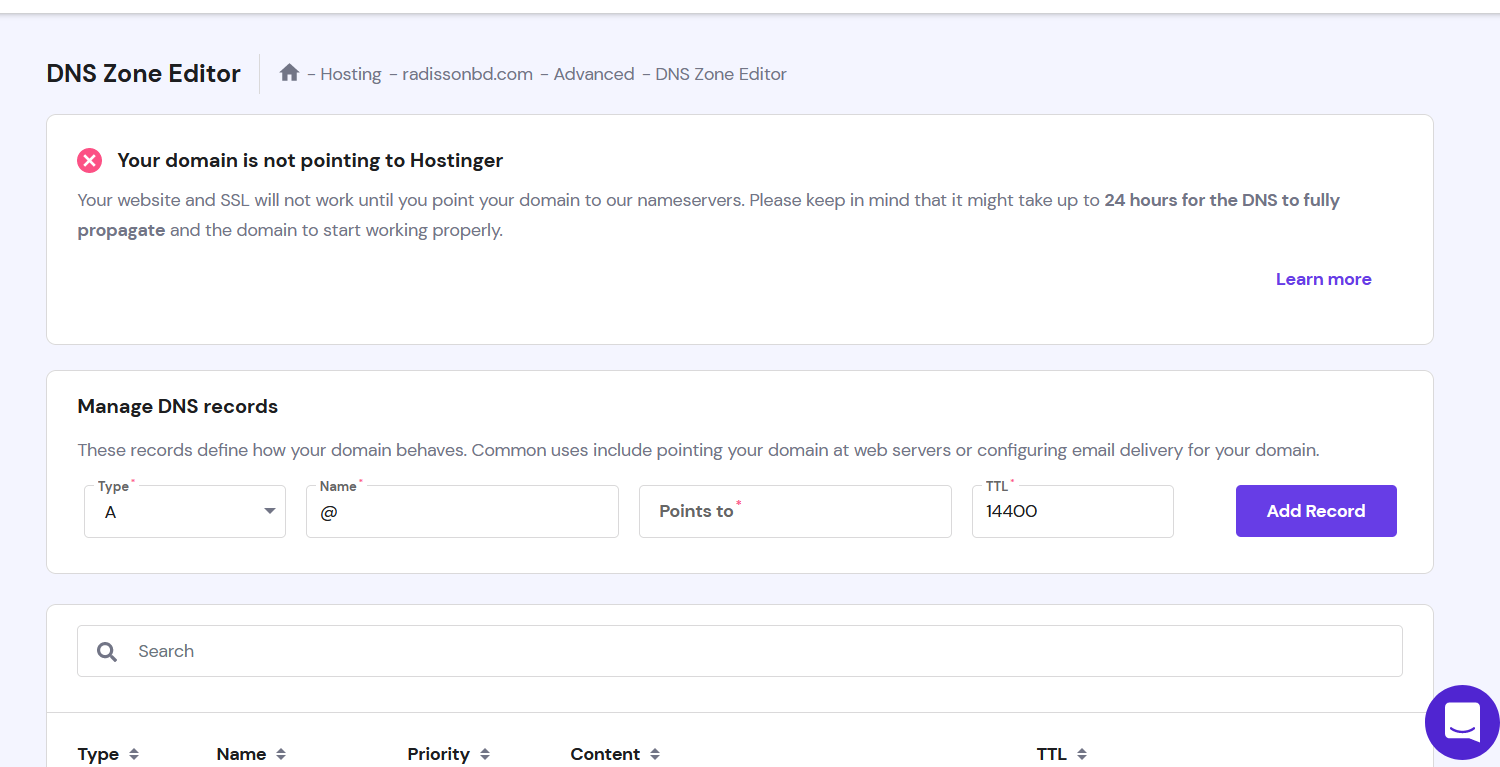 DNS Zone Editor - Hosting - radissonbd.com - Advanced - DNS Zone Editor
Your domain is not pointing to Hostinger
Your website and SSL will not work until you point your domain to our nameservers. Please keep in mind that it might take up to 24 hours for the DNS to fully
propagate and the domain to start working properly.
Learn more
Manage DNS records
These records define how your domain behaves. Common uses include pointing your domain at web servers or configuring email delivery for your domain.
Type* Name* TTL*
A @ Points to* 14400 Add Record
Search
Type Name Priority Content TTL